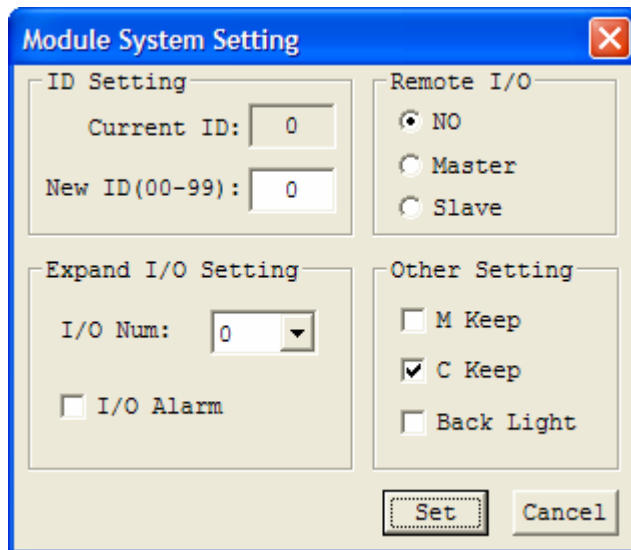 Module System Setting
ID Setting
Current ID: 0
New ID(00-99): 0
Remote I/O
NO
Master
Slave
Expand I/O Setting
I/O Num: 0
I/O Alarm
Other Setting
M Keep
C Keep
Back Light
Set
Cancel